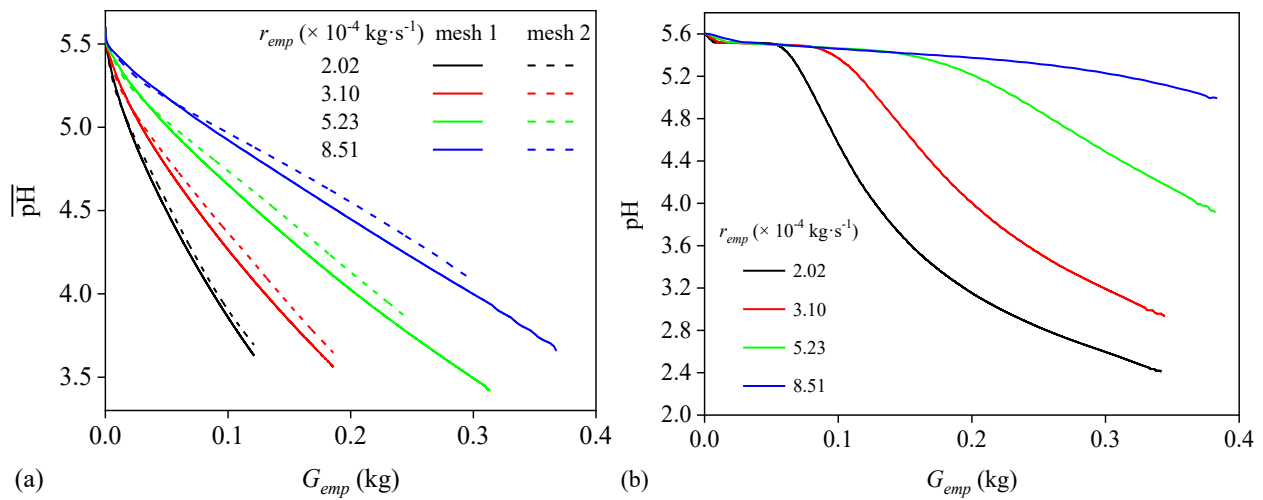 r_emp (× 10⁻⁴ kg·s⁻¹) mesh 1 mesh 2
2.02
3.10
5.23
8.51
5.5
5.0
4.5
4.0
3.5
p̅H̅
0.0 0.1 0.2 0.3 0.4
(a) G_emp (kg)
5.6
5.2
4.8
4.4
4.0
3.6
3.2
2.8
2.4
2.0
pH
r_emp (× 10⁻⁴ kg·s⁻¹)
2.02
3.10
5.23
8.51
0.0 0.1 0.2 0.3 0.4
(b) G_emp (kg)